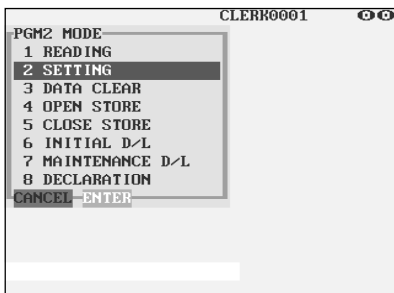 CLERK0001 00
PGM2 MODE
1 READING
2 SETTING
3 DATA CLEAR
4 OPEN STORE
5 CLOSE STORE
6 INITIAL D/L
7 MAINTENANCE D/L
8 DECLARATION
CANCEL ENTER